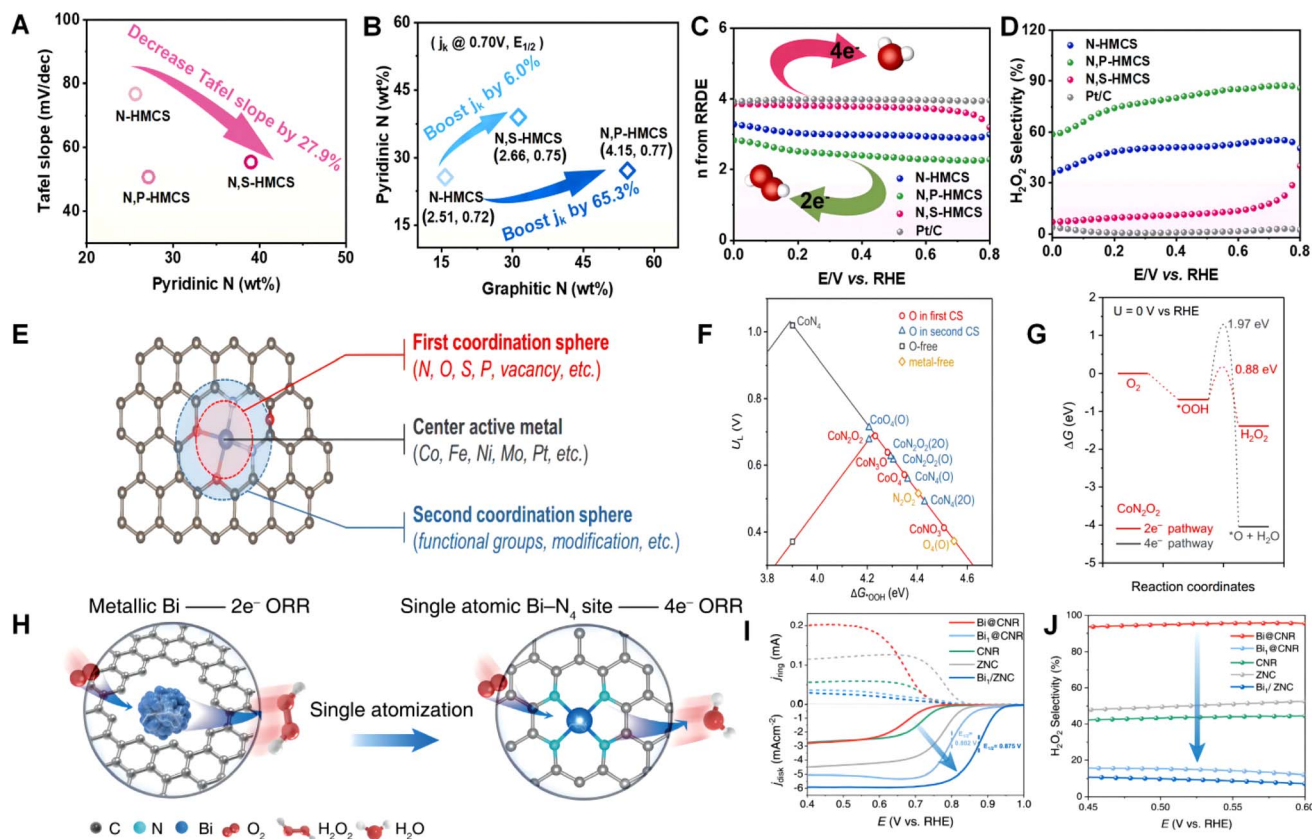 A
Tafel slope (mV/dec)
100
80
60
40
Decrease Tafel slope by 27.9%
N-HMCS
N,P-HMCS
N,S-HMCS
20 30 40 50
Pyridinic N (wt%)
B
Pyridinic N (wt%)
60
45
30
15
( jk @ 0.70V, E1/2 )
Boost jk by 6.0%
N,S-HMCS
(2.66, 0.75)
N,P-HMCS
(4.15, 0.77)
N-HMCS
(2.51, 0.72)
Boost jk by 65.3%
15 30 45 60
Graphitic N (wt%)
C
n from RRDE
6
4
2
0
4e-
2e-
N-HMCS
N,P-HMCS
N,S-HMCS
Pt/C
0.0 0.2 0.4 0.6 0.8
E/V vs. RHE
D
H2O2 Selectivity (%)
120
90
60
30
0
N-HMCS
N,P-HMCS
N,S-HMCS
Pt/C
0.0 0.2 0.4 0.6 0.8
E/V vs. RHE
E
First coordination sphere
(N, O, S, P, vacancy, etc.)
Center active metal
(Co, Fe, Ni, Mo, Pt, etc.)
Second coordination sphere
(functional groups, modification, etc.)
F
UL (V)
1.0
0.8
0.6
0.4
CoN4
O in first CS
O in second CS
O-free
metal-free
CoO4(O)
CoN2O2
CoN2O2(2O)
CoN2O2(O)
CoN3O
CoO4
CoN4(O)
N2O2
CoN4(2O)
CoNO3
O4(O)
3.8 4.0 4.2 4.4 4.6
ΔG*OOH (eV)
G
ΔG (eV)
2
1
0
-1
-2
-3
-4
-5
U = 0 V vs RHE
1.97 eV
0.88 eV
O2
*OOH
H2O2
CoN2O2
2e− pathway
4e− pathway
*O + H2O
Reaction coordinates
H
Metallic Bi —— 2e− ORR
Single atomic Bi–N4 site —— 4e− ORR
Single atomization
C N Bi O2 H2O2 H2O
I
jring (mA)
0.2
0.1
0.0
jdisk (mAcm-2)
-1
-2
-3
-4
-5
-6
Bi@CNR
Bi1@CNR
CNR
ZNC
Bi1/ZNC
E1/2= 0.875 V
0.4 0.5 0.6 0.7 0.8 0.9 1.0
E (V vs. RHE)
J
H2O2 Selectivity (%)
100
80
60
40
20
0
Bi@CNR
Bi1@CNR
CNR
ZNC
Bi1/ ZNC
0.45 0.50 0.55 0.60
E (V vs. RHE)